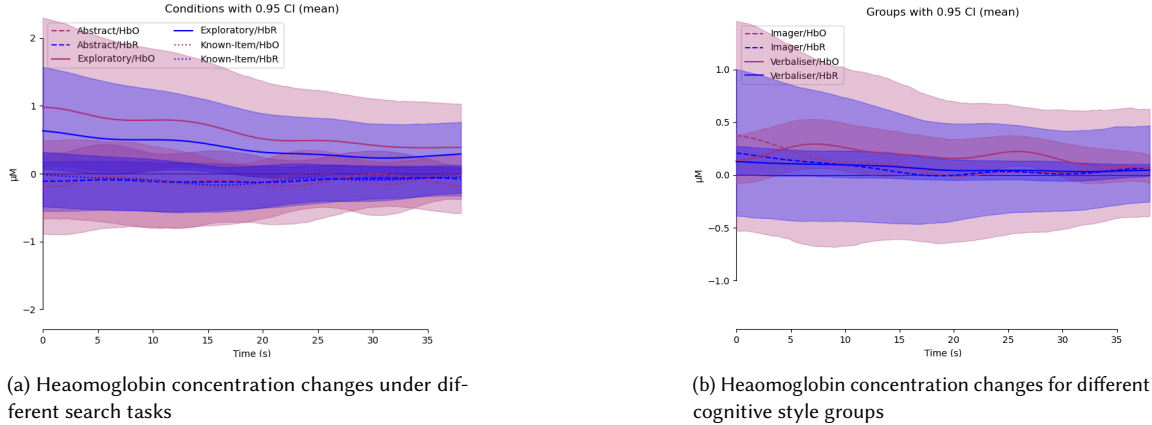 Conditions with 0.95 CI (mean)
Abstract/HbO
Abstract/HbR
Exploratory/HbO
Exploratory/HbR
Known-Item/HbO
Known-Item/HbR
2
1
0
−1
−2
μM
0 5 10 15 20 25 30 35
Time (s)
(a) Heaomoglobin concentration changes under dif-
ferent search tasks
Groups with 0.95 CI (mean)
Imager/HbO
Imager/HbR
Verbaliser/HbO
Verbaliser/HbR
1.0
0.5
0.0
−0.5
−1.0
μM
0 5 10 15 20 25 30 35
Time (s)
(b) Heaomoglobin concentration changes for different
cognitive style groups